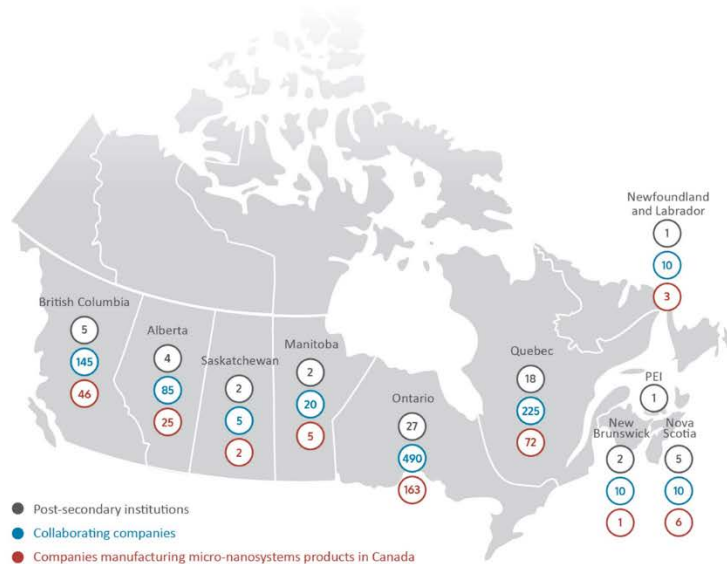 Newfoundland
and Labrador
1
10
3
British Columbia
5
145
46
Alberta
4
85
25
Saskatchewan
2
5
2
Manitoba
2
20
5
Ontario
27
490
163
Quebec
18
225
72
PEI
1
New
Brunswick
2
10
1
Nova
Scotia
5
10
6
Post-secondary institutions
Collaborating companies
Companies manufacturing micro-nanosystems products in Canada